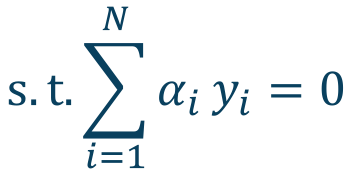 s.t. ∑_{i=1}^{N} α_i y_i = 0